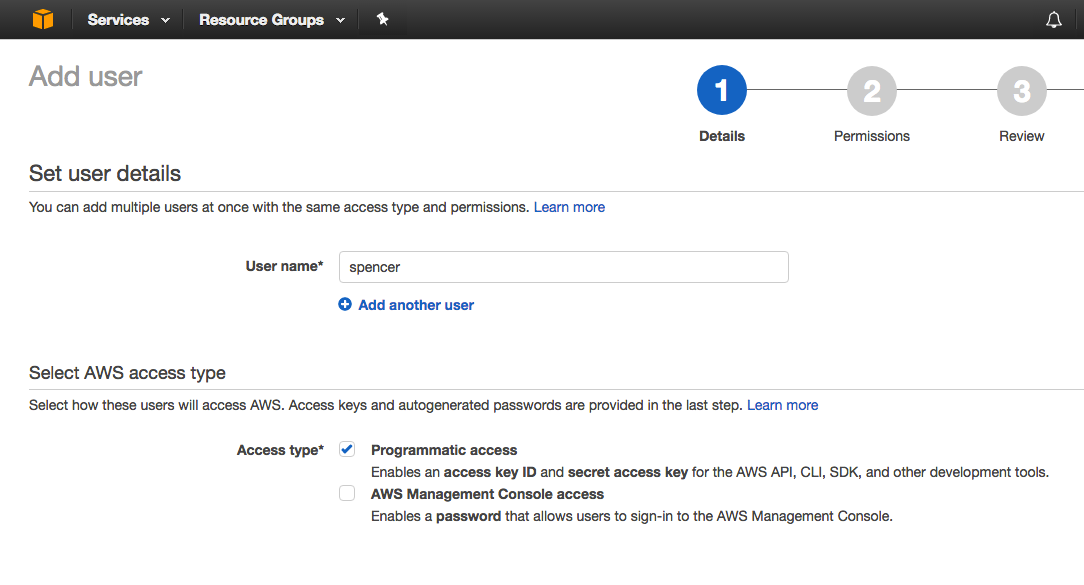 Services Resource Groups
Add user
1 2 3
Details Permissions Review
Set user details
You can add multiple users at once with the same access type and permissions. Learn more
User name* spencer
Add another user
Select AWS access type
Select how these users will access AWS. Access keys and autogenerated passwords are provided in the last step. Learn more
Access type* Programmatic access
Enables an access key ID and secret access key for the AWS API, CLI, SDK, and other development tools.
AWS Management Console access
Enables a password that allows users to sign-in to the AWS Management Console.